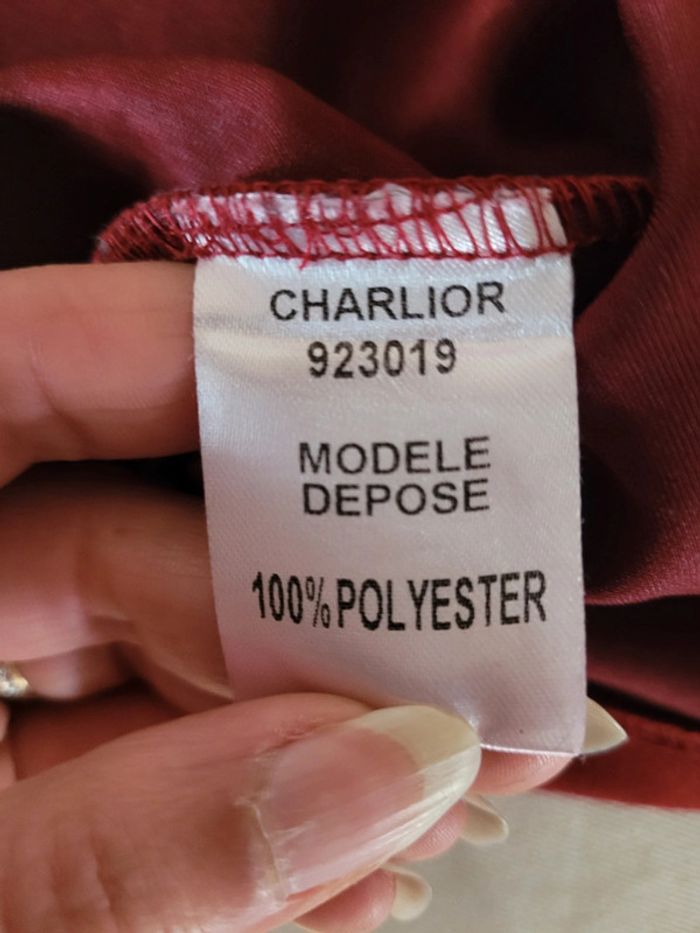 CHARLIOR
923019
MODELE
DEPOSE
100% POLYESTER